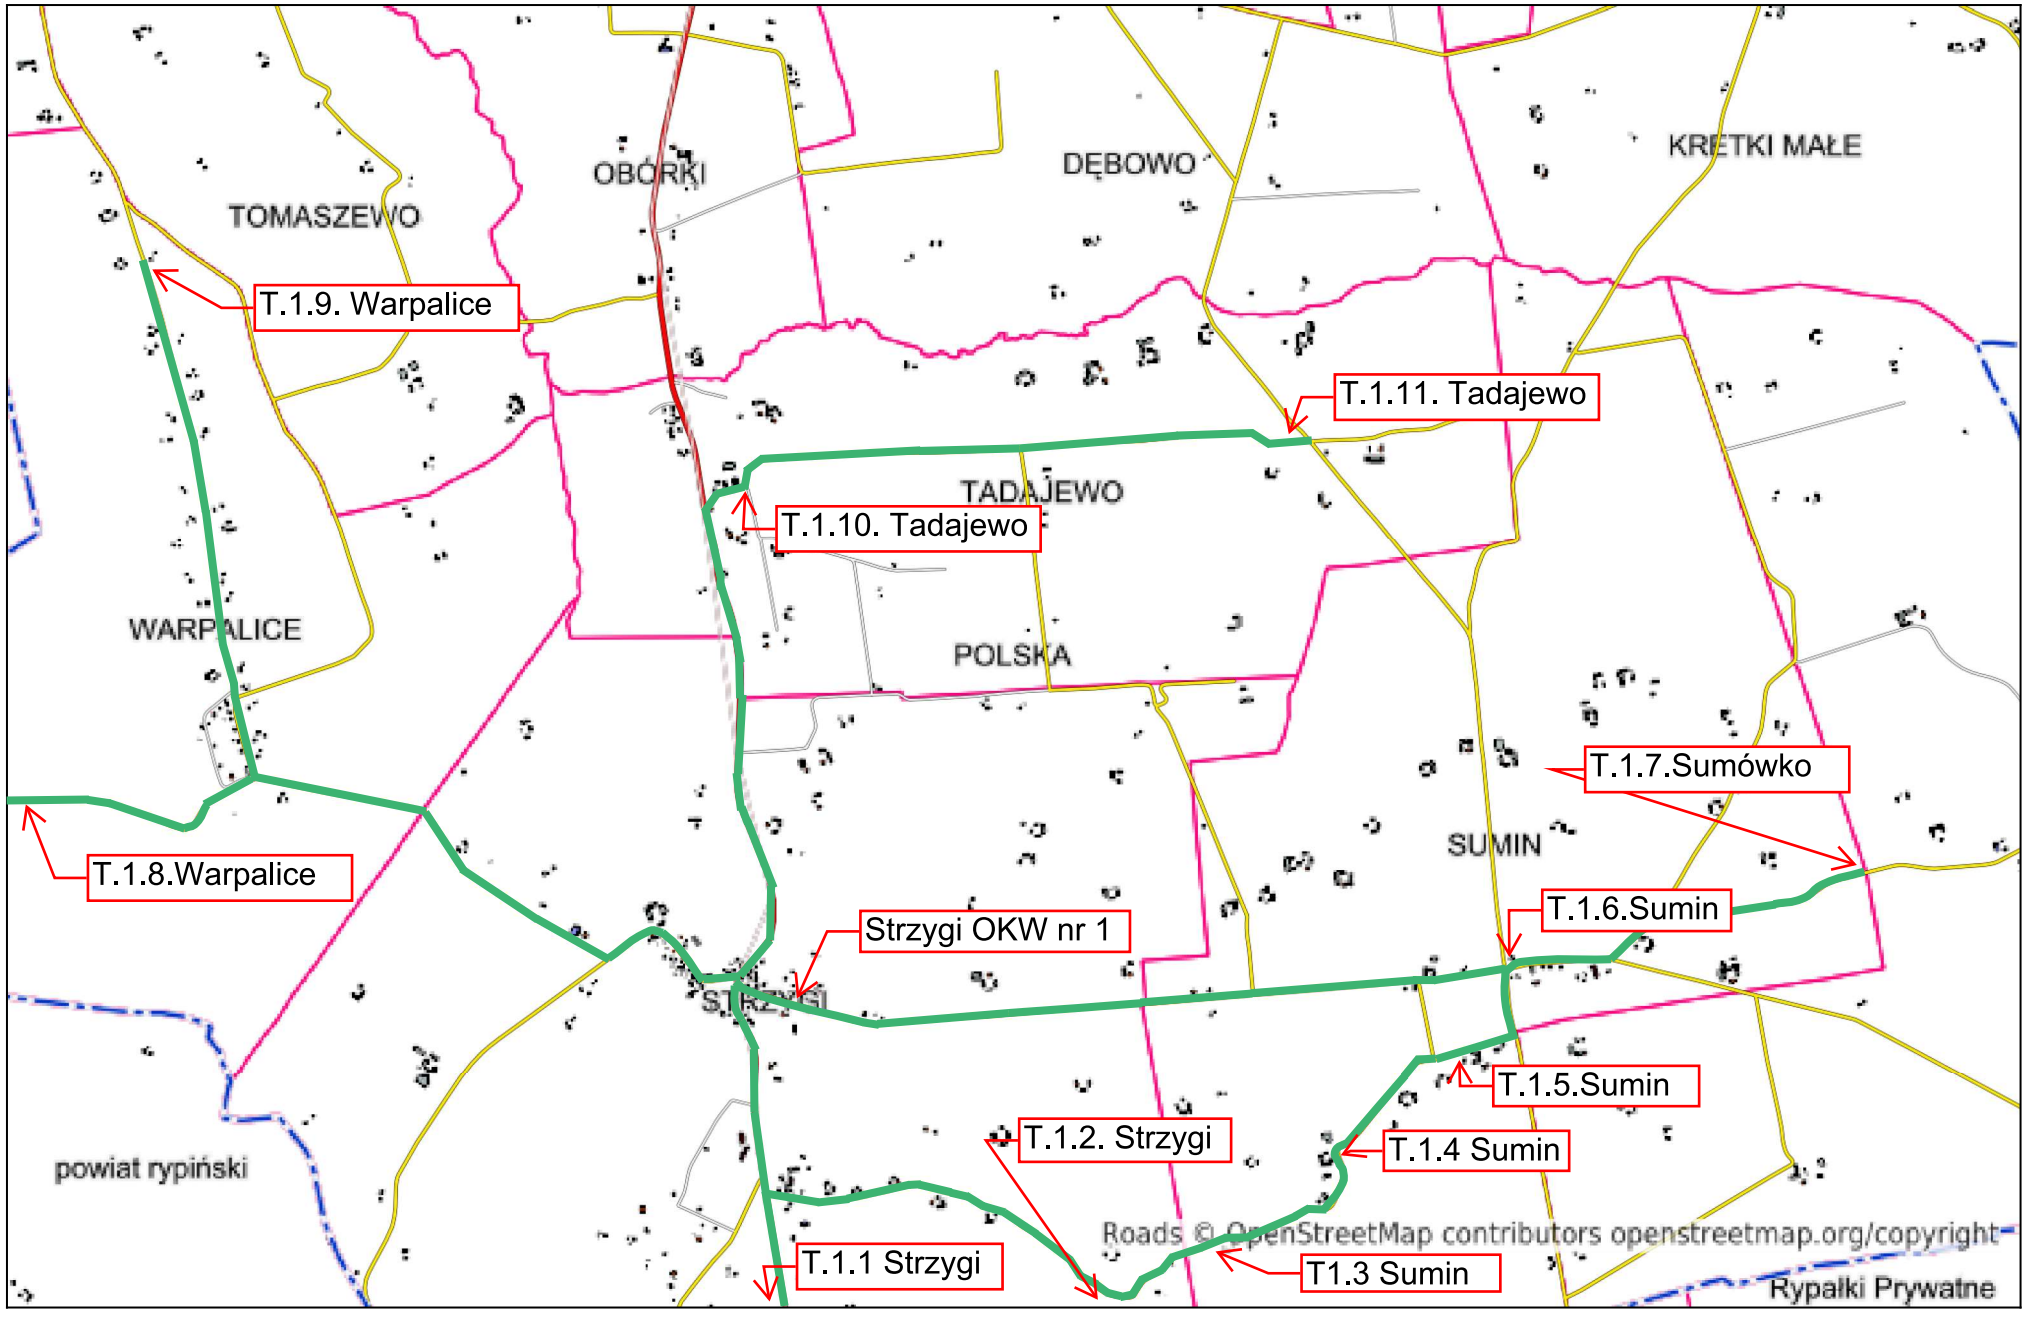 KRETKI MAŁE
DĘBOWO
OBÓRKI
TOMASZEWO
T.1.9. Warpalice
T.1.11. Tadajewo
TADAJEWO
T.1.10. Tadajewo
WARPALICE
POLSKA
T.1.7.Sumówko
SUMIN
T.1.8.Warpalice
T.1.6.Sumin
Strzygi OKW nr 1
STRZYGI
T.1.5.Sumin
T.1.2. Strzygi
T.1.4 Sumin
powiat rypiński
Roads © OpenStreetMap contributors openstreetmap.org/copyright
T.1.1 Strzygi
T1.3 Sumin
Rypałki Prywatne